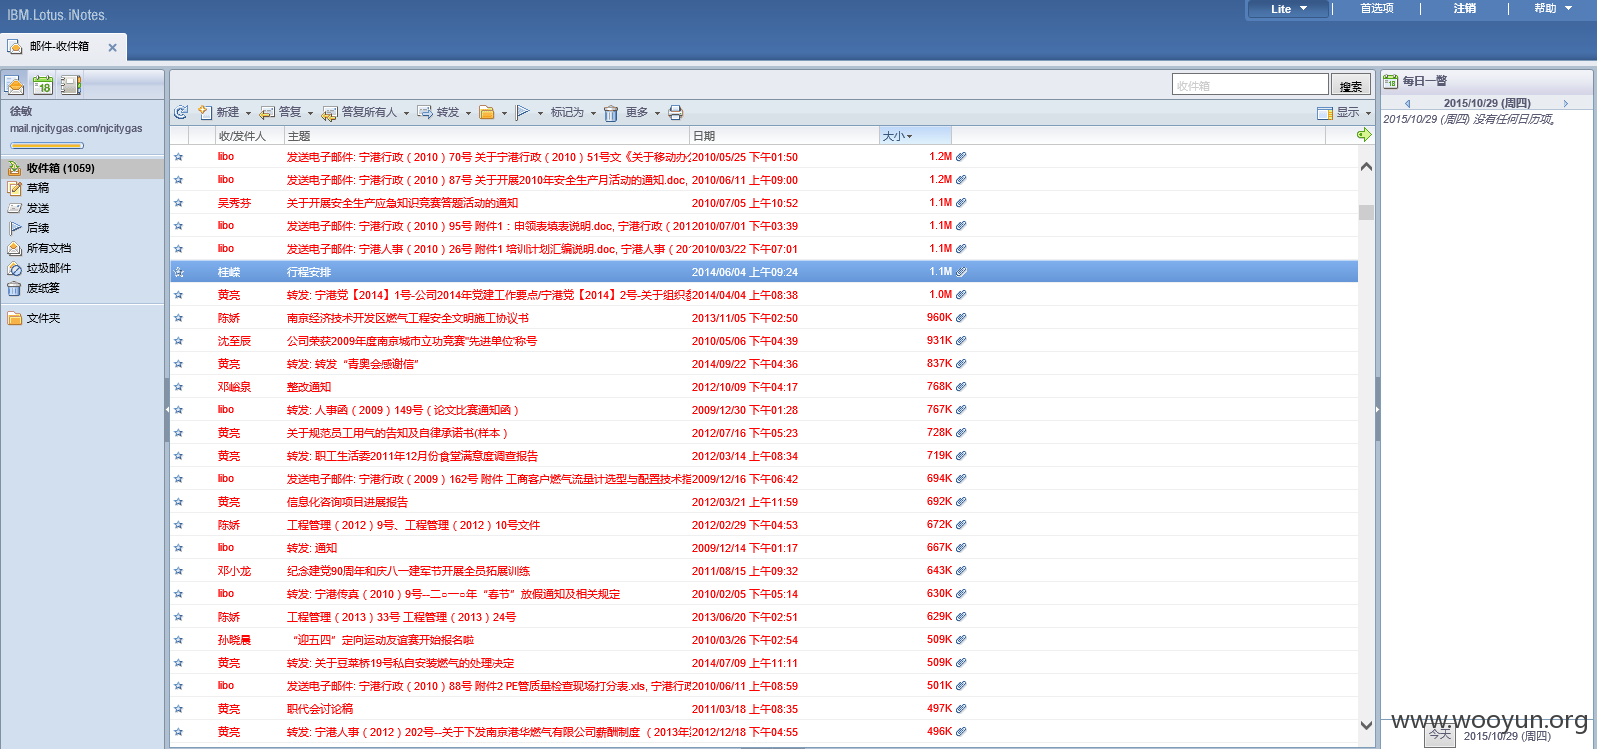 IBM.Lotus. iNotes.
Lite 首选项 注销 帮助
邮件-收件箱
收件箱 搜索
每日一瞥
徐敏
mail.njcitygas.com/njcitygas
新建 答复 答复所有人 转发 标记为 更多 显示
2015/10/29 (周四)
2015/10/29 (周四) 没有任何日历项。
收件箱 (1059)
草稿
发送
后续
所有文档
垃圾邮件
废纸篓
文件夹
收/发件人 主题 日期 大小
libo 发送电子邮件: 宁港行政（2010）70号 关于宁港行政（2010）51号文《关于移动办公 2010/05/25 下午01:50 1.2M
libo 发送电子邮件: 宁港行政（2010）87号 关于开展2010年安全生产月活动的通知.doc, 2010/06/11 上午09:00 1.2M
吴秀芬 关于开展安全生产应急知识竞赛答题活动的通知 2010/07/05 上午10:52 1.1M
libo 发送电子邮件: 宁港行政（2010）95号 附件1：申领表填表说明.doc, 宁港行政（201 2010/07/01 下午03:39 1.1M
libo 发送电子邮件: 宁港人事（2010）26号 附件1 培训计划汇编说明.doc, 宁港人事（201 2010/03/22 下午07:01 1.1M
桂嵘 行程安排 2014/06/04 上午09:24 1.1M
黄亮 转发: 宁港党【2014】1号-公司2014年党建工作要点/宁港党【2014】2号-关于组织 2014/04/04 上午08:38 1.0M
陈娇 南京经济技术开发区燃气工程安全文明施工协议书 2013/11/05 下午02:50 960K
沈至辰 公司荣获2009年度南京城市立功竞赛"先进单位"称号 2010/05/06 下午04:39 931K
黄亮 转发: 转发“青奥会感谢信” 2014/09/22 下午04:36 837K
邓峪泉 整改通知 2012/10/09 下午04:17 768K
libo 转发: 人事函（2009）149号（论文比赛通知函） 2009/12/30 下午01:28 767K
黄亮 关于规范员工用气的告知及自律承诺书(样本） 2012/07/16 下午05:23 728K
黄亮 转发: 职工生活委2011年12月份食堂满意度调查报告 2012/03/14 上午08:34 719K
libo 发送电子邮件: 宁港行政（2009）162号 附件 工商客户燃气流量计选型与配置技术指 2009/12/16 下午06:42 694K
黄亮 信息化咨询项目进展报告 2012/03/21 上午11:59 692K
陈娇 工程管理（2012）9号、工程管理（2012）10号文件 2012/02/29 下午04:53 672K
libo 转发: 通知 2009/12/14 下午01:17 667K
邓小龙 纪念建党90周年和庆八一建军节开展全员拓展训练 2011/08/15 上午09:32 643K
libo 转发: 宁港传真（2010）9号--二○一○年“春节”放假通知及相关规定 2010/02/05 下午05:14 630K
陈娇 工程管理（2013）33号 工程管理（2013）24号 2013/06/20 下午02:51 629K
孙晓晨 “迎五四”定向运动友谊赛开始报名啦 2010/03/26 下午02:54 509K
黄亮 转发: 关于豆菜桥19号私自安装燃气的处理决定 2014/07/09 上午11:11 509K
libo 发送电子邮件: 宁港行政（2010）88号 附件2 PE管质量检查现场打分表.xls, 宁港行政 2010/06/11 上午08:59 501K
黄亮 职代会讨论稿 2011/03/18 上午08:35 497K
黄亮 转发: 宁港人事（2012）202号--关于下发南京港华燃气有限公司薪酬制度 （2013年 2012/12/18 下午04:55 496K
www.wooyun.org
今天 2015/10/29 (周四)